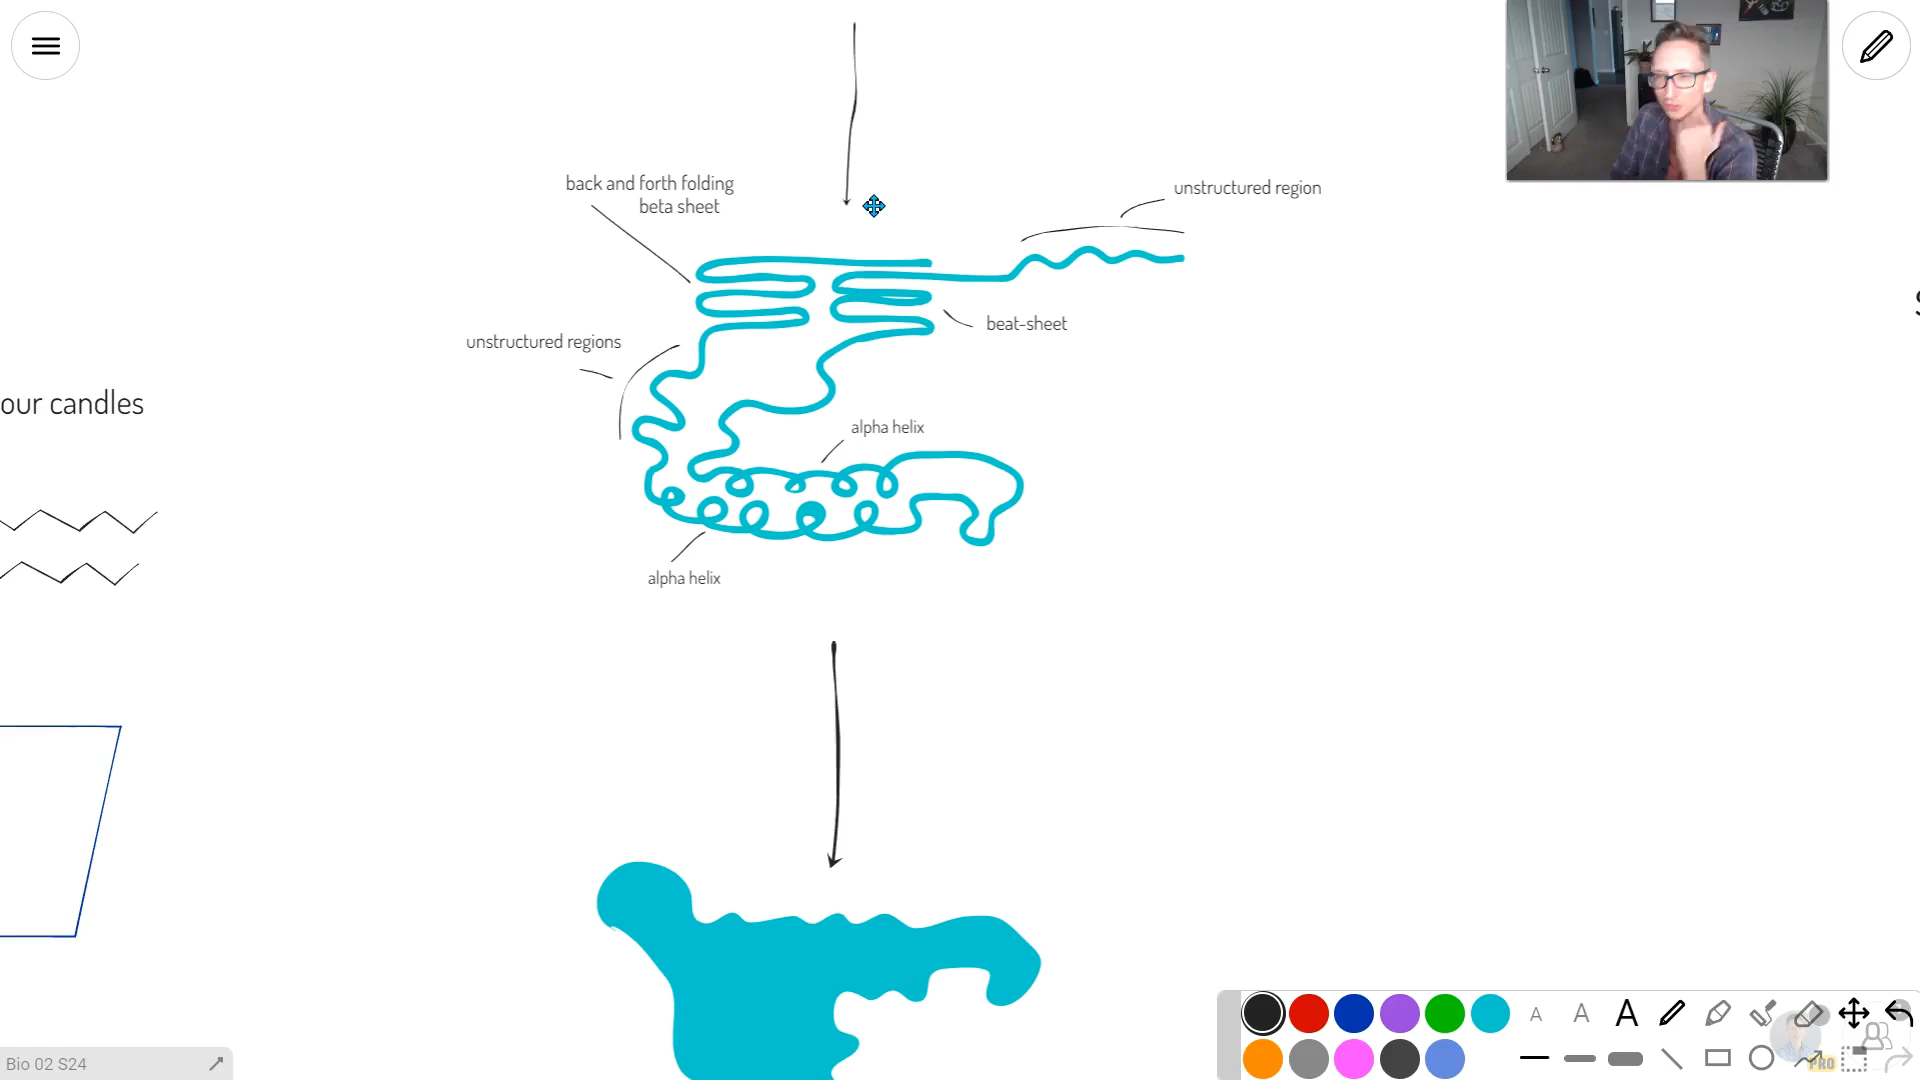 back and forth folding
beta sheet
unstructured region
unstructured regions
beat-sheet
our candles
alpha helix
alpha helix
Bio 02 S24
A A A
PRO